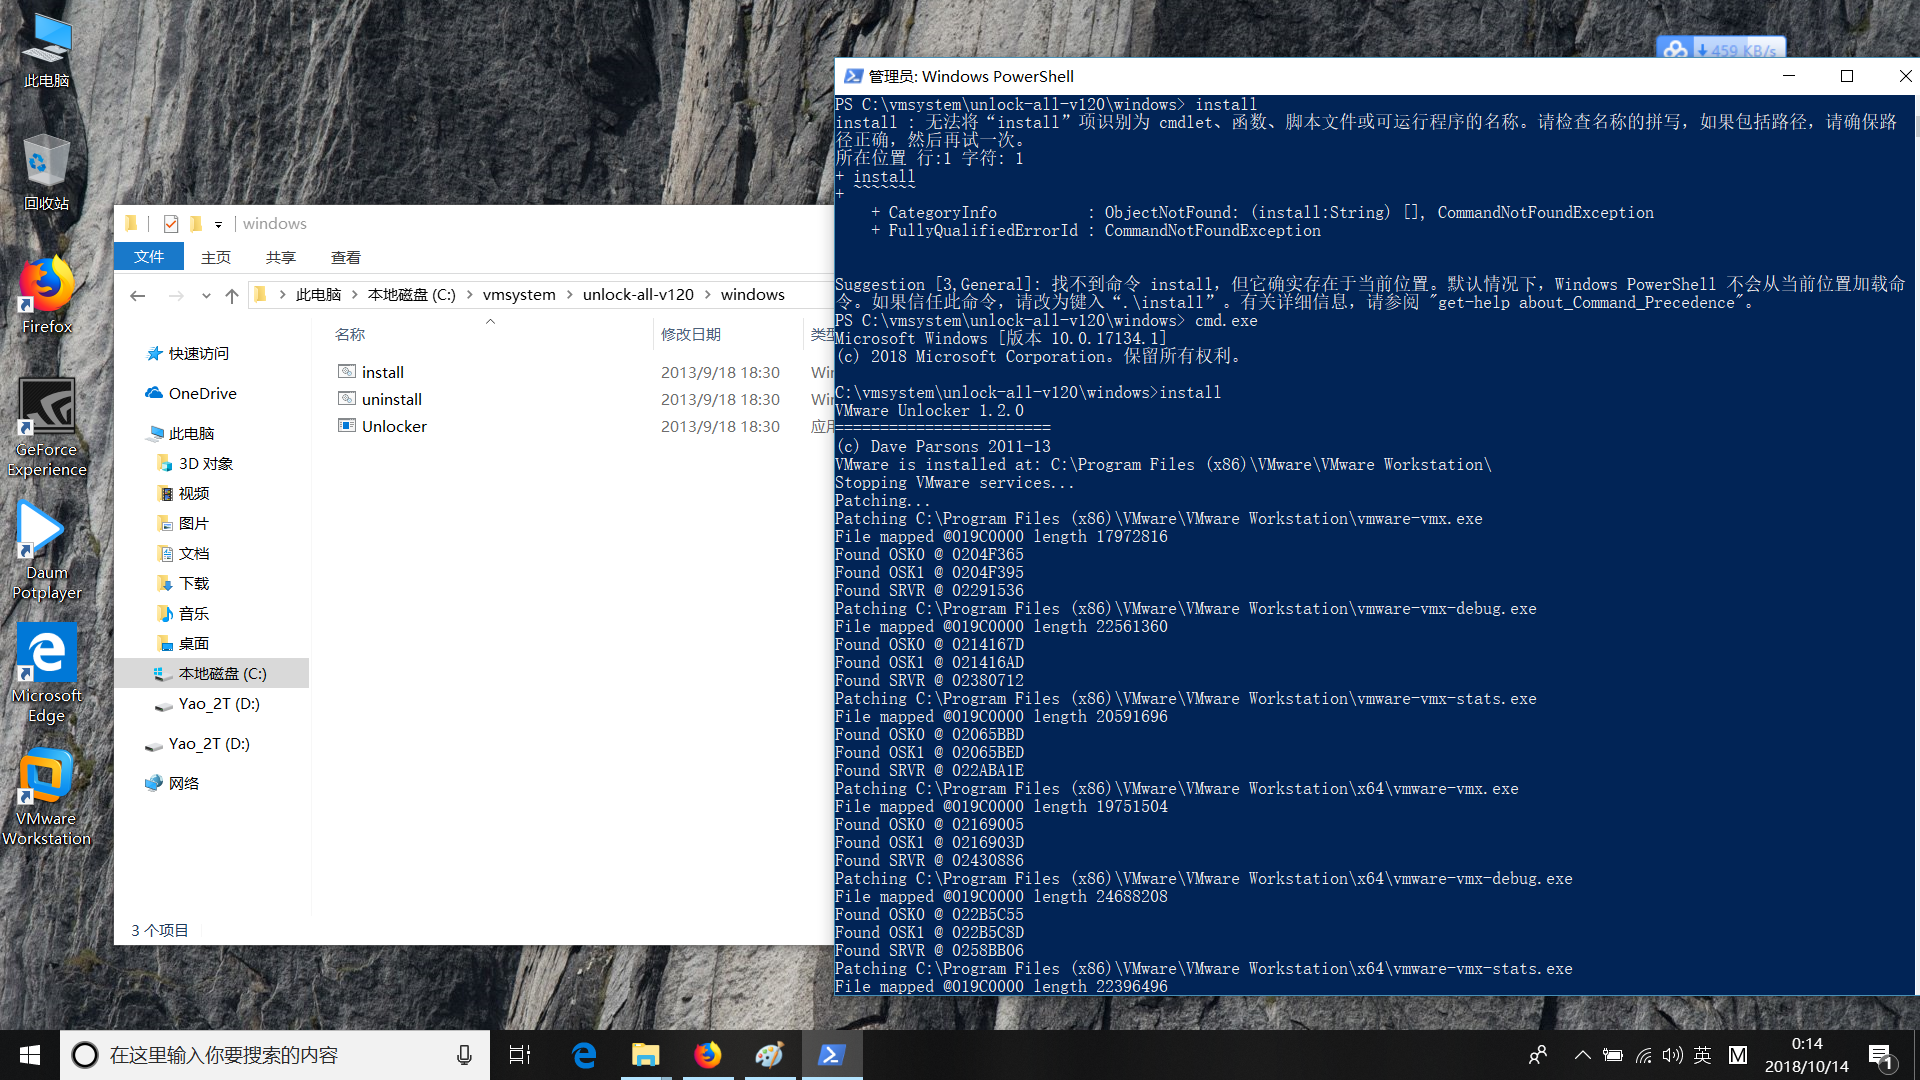 此电脑
回收站
Firefox
GeForce
Experience
Daum
Potplayer
Microsoft
Edge
VMware
Workstation
459 KB/s
windows
文件 主页 共享 查看
此电脑 本地磁盘 (C:) vmsystem unlock-all-v120 windows
名称 修改日期
快速访问
OneDrive
此电脑
3D 对象
视频
图片
文档
下载
音乐
桌面
本地磁盘 (C:)
Yao_2T (D:)
Yao_2T (D:)
网络
install 2013/9/18 18:30
uninstall 2013/9/18 18:30
Unlocker 2013/9/18 18:30
3 个项目
管理员: Windows PowerShell
PS C:\vmsystem\unlock-all-v120\windows> install
install : 无法将“install”项识别为 cmdlet、函数、脚本文件或可运行程序的名称。请检查名称的拼写，如果包括路径，请确保路
径正确，然后再试一次。
所在位置 行:1 字符: 1
+ install
+ ~~~~~~~
+ CategoryInfo          : ObjectNotFound: (install:String) [], CommandNotFoundException
+ FullyQualifiedErrorId : CommandNotFoundException
Suggestion [3,General]: 找不到命令 install，但它确实存在于当前位置。默认情况下，Windows PowerShell 不会从当前位置加载命
令。如果信任此命令，请改为键入“.\install”。有关详细信息，请参阅 "get-help about_Command_Precedence"。
PS C:\vmsystem\unlock-all-v120\windows> cmd.exe
Microsoft Windows [版本 10.0.17134.1]
(c) 2018 Microsoft Corporation。保留所有权利。
C:\vmsystem\unlock-all-v120\windows>install
VMware Unlocker 1.2.0
========================
(c) Dave Parsons 2011-13
VMware is installed at: C:\Program Files (x86)\VMware\VMware Workstation\
Stopping VMware services...
Patching...
Patching C:\Program Files (x86)\VMware\VMware Workstation\vmware-vmx.exe
File mapped @019C0000 length 17972816
Found OSK0 @ 0204F365
Found OSK1 @ 0204F395
Found SRVR @ 02291536
Patching C:\Program Files (x86)\VMware\VMware Workstation\vmware-vmx-debug.exe
File mapped @019C0000 length 22561360
Found OSK0 @ 0214167D
Found OSK1 @ 021416AD
Found SRVR @ 02380712
Patching C:\Program Files (x86)\VMware\VMware Workstation\vmware-vmx-stats.exe
File mapped @019C0000 length 20591696
Found OSK0 @ 02065BBD
Found OSK1 @ 02065BED
Found SRVR @ 022ABA1E
Patching C:\Program Files (x86)\VMware\VMware Workstation\x64\vmware-vmx.exe
File mapped @019C0000 length 19751504
Found OSK0 @ 02169005
Found OSK1 @ 0216903D
Found SRVR @ 02430886
Patching C:\Program Files (x86)\VMware\VMware Workstation\x64\vmware-vmx-debug.exe
File mapped @019C0000 length 24688208
Found OSK0 @ 022B5C55
Found OSK1 @ 022B5C8D
Found SRVR @ 0258BB06
Patching C:\Program Files (x86)\VMware\VMware Workstation\x64\vmware-vmx-stats.exe
File mapped @019C0000 length 22396496
在这里输入你要搜索的内容
英 M
0:14
2018/10/14
1